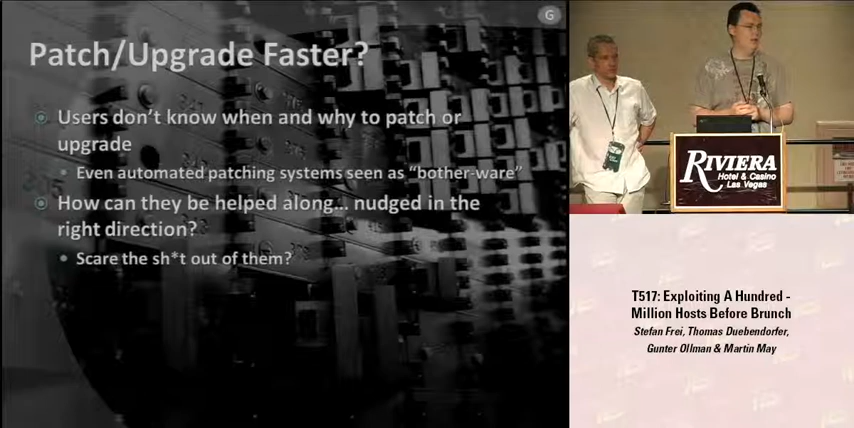 G
Patch/Upgrade Faster?
Users don't know when and why to patch or
upgrade
Even automated patching systems seen as "bother-ware"
How can they be helped along... nudged in the
right direction?
Scare the sh*t out of them?
RIVIERA
Hotel & Casino
Las Vegas
T517: Exploiting A Hundred -
Million Hosts Before Brunch
Stefan Frei, Thomas Duebendorfer,
Gunter Ollman & Martin May